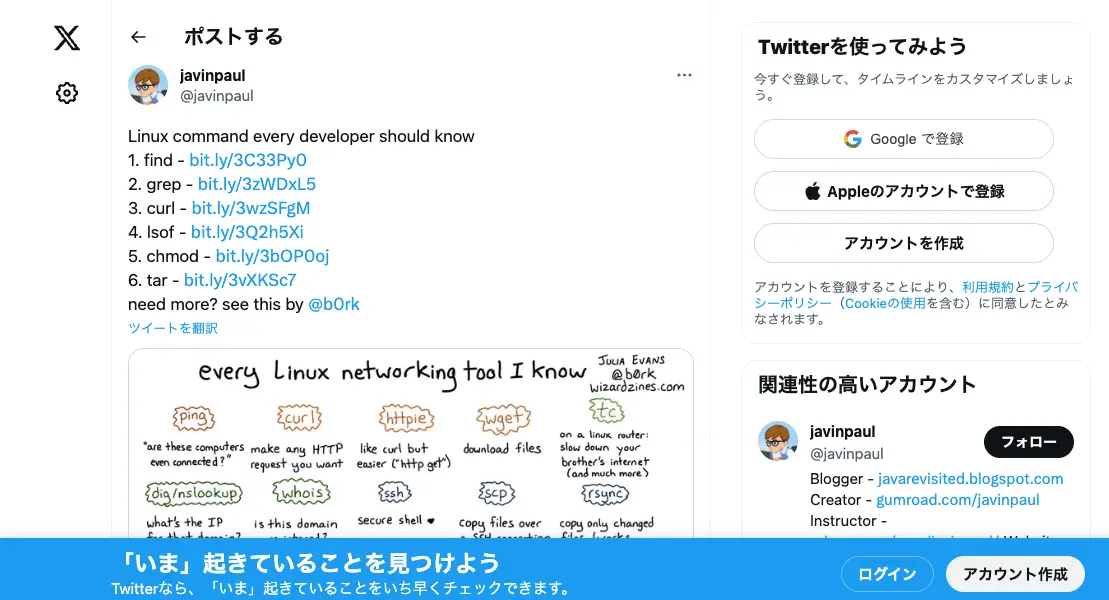 ポストする
javinpaul
@javinpaul
Linux command every developer should know
1. find - bit.ly/3C33Py0
2. grep - bit.ly/3zWDxL5
3. curl - bit.ly/3wzSFgM
4. lsof - bit.ly/3Q2h5Xi
5. chmod - bit.ly/3bOP0oj
6. tar - bit.ly/3vXKSc7
need more? see this by @b0rk
ツイートを翻訳
every Linux networking tool I know
JULIA EVANS
@b0rk
wizardzines.com
ping
"are these computers
even connected?"
curl
make any HTTP
request you want
httpie
like curl but
easier ("http get")
wget
download files
tc
on a linux router:
slow down your
brother's internet
(and much more)
dig/nslookup
what's the IP
for that domain?
whois
is this domain
ssh
secure shell ♥
scp
copy files over
rsync
copy only changed
Twitterを使ってみよう
今すぐ登録して、タイムラインをカスタマイズしましょ
う。
Google で登録
Appleのアカウントで登録
アカウントを作成
アカウントを登録することにより、利用規約とプライバ
シーポリシー（Cookieの使用を含む）に同意したとみ
なされます。
関連性の高いアカウント
javinpaul
@javinpaul
フォロー
Blogger - javarevisited.blogspot.com
Creator - gumroad.com/javinpaul
Instructor -
「いま」起きていることを見つけよう
Twitterなら、「いま」起きていることをいち早くチェックできます。
ログイン
アカウント作成